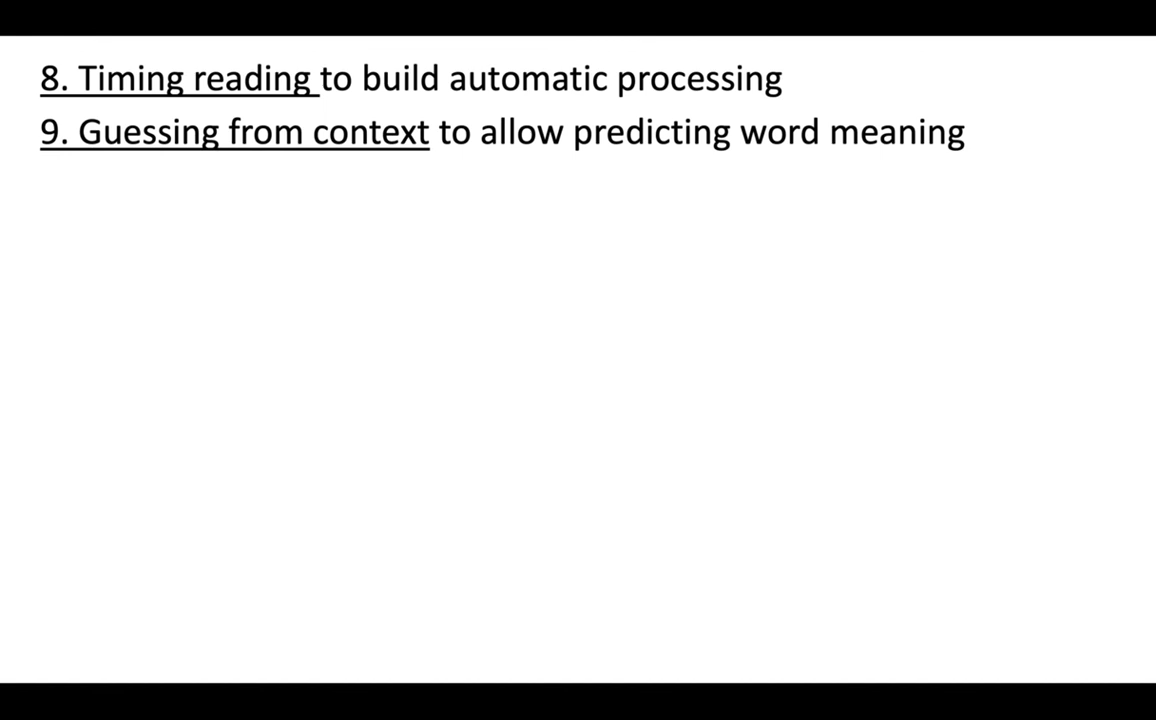 8. Timing reading to build automatic processing
9. Guessing from context to allow predicting word meaning